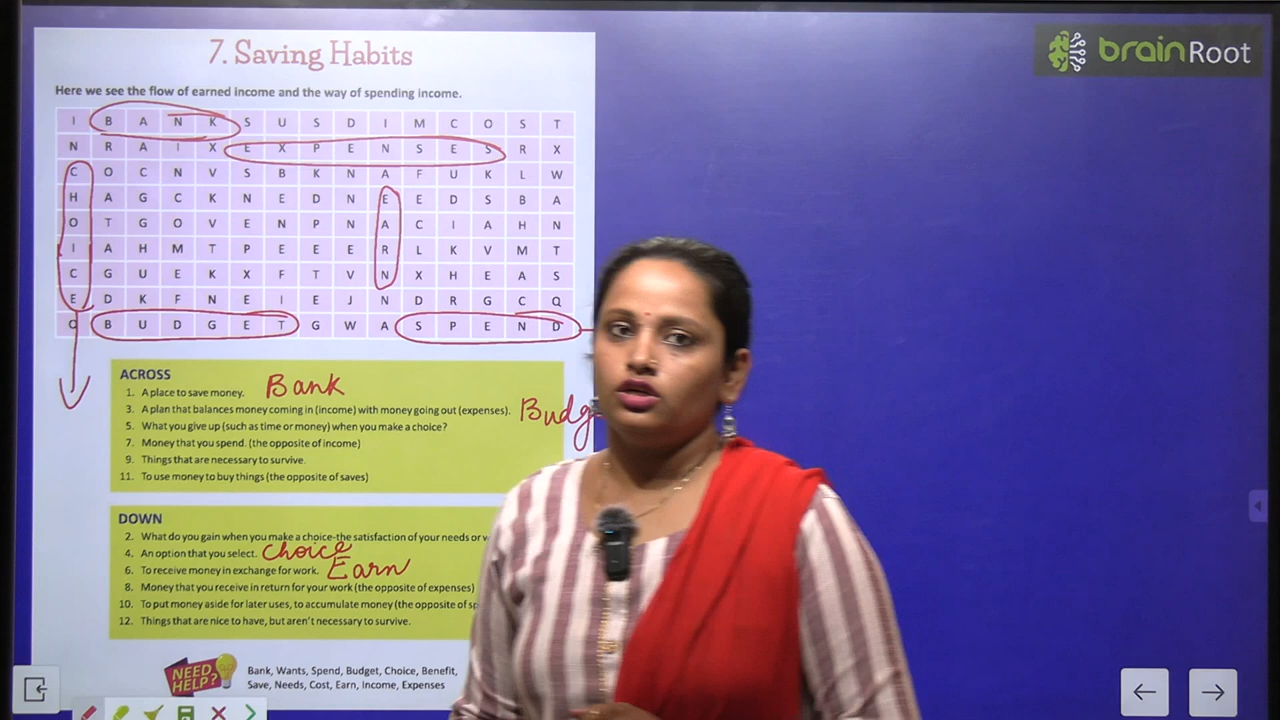 7. Saving Habits
brainRoot
Here we see the flow of earned income and the way of spending income.
I B A N K S U S D I M C O S T
N R A I X E X P E N S E S R X
C O C N V S B K N A F U K L W
H A G C K N E D N E E D S B A
O T G O V E N P N A C I A H N
I A H M T P E E E R L K V M T
C G U E K X F T V N X H E A S
E D K F N E I E J N D R G C Q
O B U D G E T G W A S P E N D
ACROSS
1. A place to save money. Bank
3. A plan that balances money coming in (income) with money going out (expenses). Budg
5. What you give up (such as time or money) when you make a choice?
7. Money that you spend. (the opposite of income)
9. Things that are necessary to survive.
11. To use money to buy things (the opposite of saves)
DOWN
2. What do you gain when you make a choice-the satisfaction of your needs or
4. An option that you select. Choice
6. To receive money in exchange for work. Earn
8. Money that you receive in return for your work (the opposite of expenses)
10. To put money aside for later uses, to accumulate money (the opposite of
12. Things that are nice to have, but aren't necessary to survive.
NEED HELP?
Bank, Wants, Spend, Budget, Choice, Benefit,
Save, Needs, Cost, Earn, Income, Expenses